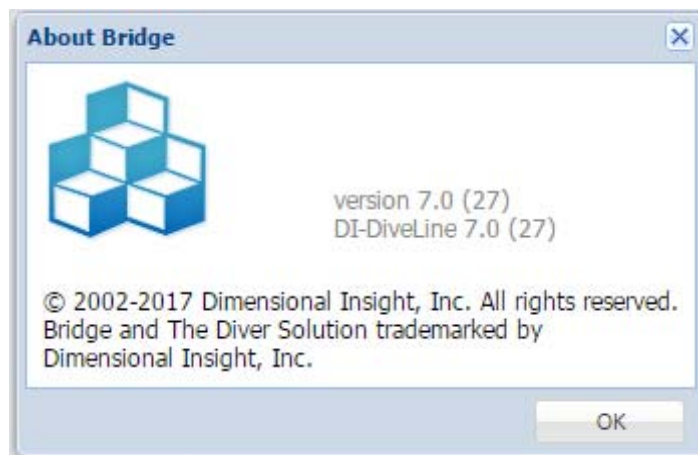 About Bridge
version 7.0 (27)
DI-DiveLine 7.0 (27)
© 2002-2017 Dimensional Insight, Inc. All rights reserved.
Bridge and The Diver Solution trademarked by
Dimensional Insight, Inc.
OK